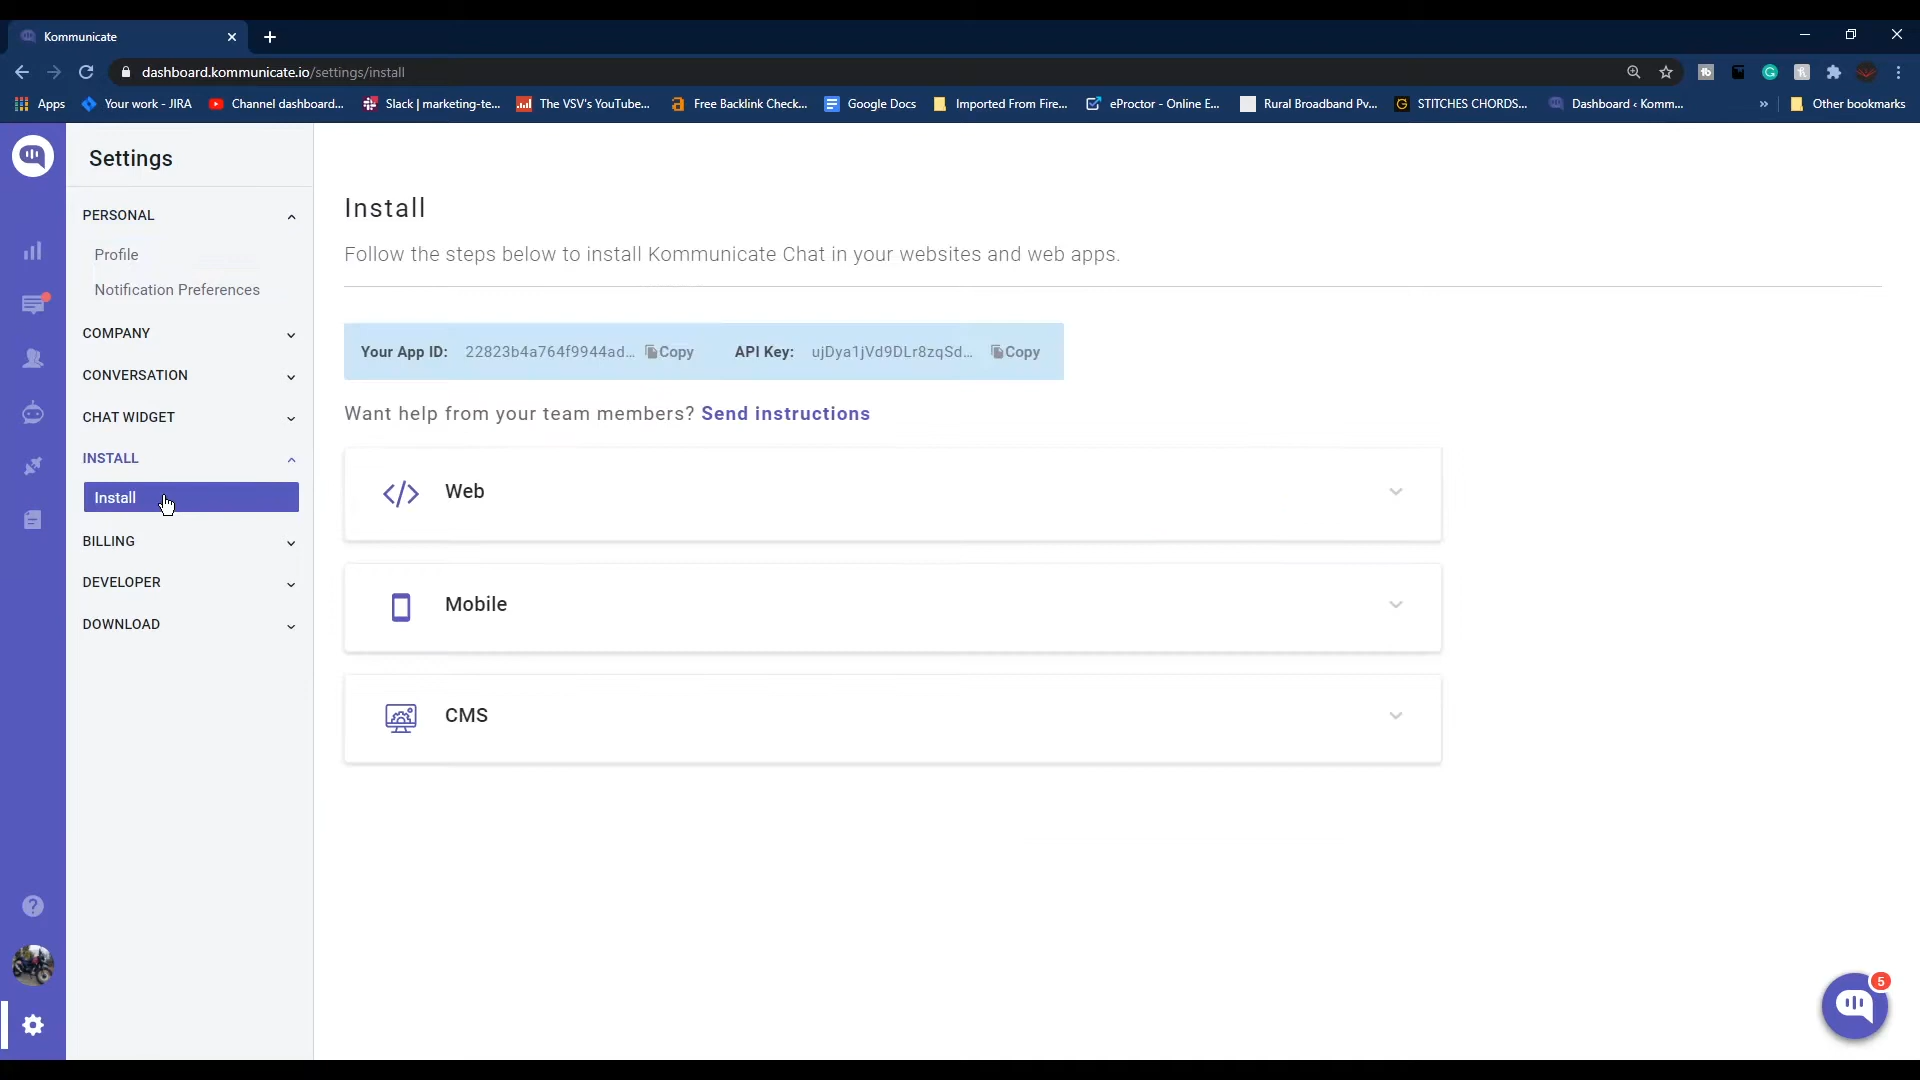 Kommunicate
dashboard.kommunicate.io/settings/install
Apps
Your work - JIRA
Channel dashboard...
Slack | marketing-te...
The VSV's YouTube...
Free Backlink Check...
Google Docs
Imported From Fire...
eProctor - Online E...
Rural Broadband Pv...
STITCHES CHORDS...
Dashboard ‹ Komm...
»
Other bookmarks
Settings
PERSONAL
Profile
Notification Preferences
COMPANY
CONVERSATION
CHAT WIDGET
INSTALL
Install
BILLING
DEVELOPER
DOWNLOAD
Install
Follow the steps below to install Kommunicate Chat in your websites and web apps.
Your App ID: 22823b4a764f9944ad... Copy API Key: ujDya1jVd9DLr8zqSd... Copy
Want help from your team members? Send instructions
Web
Mobile
CMS
5